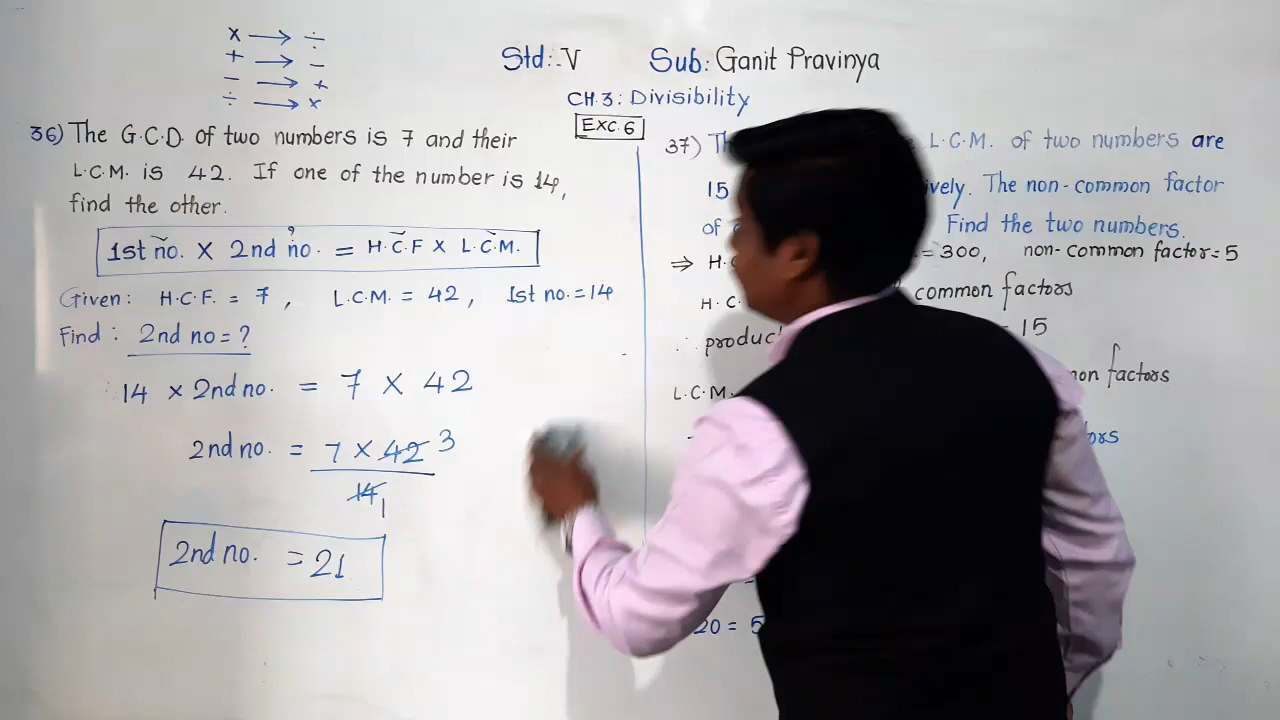 × → ÷
+ → -
- → +
÷ → ×
Std:- V Sub: Ganit Pravinya
CH.3: Divisibility
EXC.6
36) The G.C.D. of two numbers is 7 and their
L.C.M. is 42. If one of the number is 14,
find the other.
?
1st no. × 2nd no. = H.C.F × L.C.M.
Given: H.C.F. = 7, L.C.M. = 42, 1st no. = 14
Find: 2nd no = ?
14 × 2nd no. = 7 × 42
2nd no. = 7 × 42 3
14 1
2nd no. = 21
37) L.C.M. of two numbers are
15 The non-common factor
of Find the two numbers.
⇒ = 300, non-common factor = 5
H.C. common factors
∴ product = 15
L.C.M. factors
20 = 5